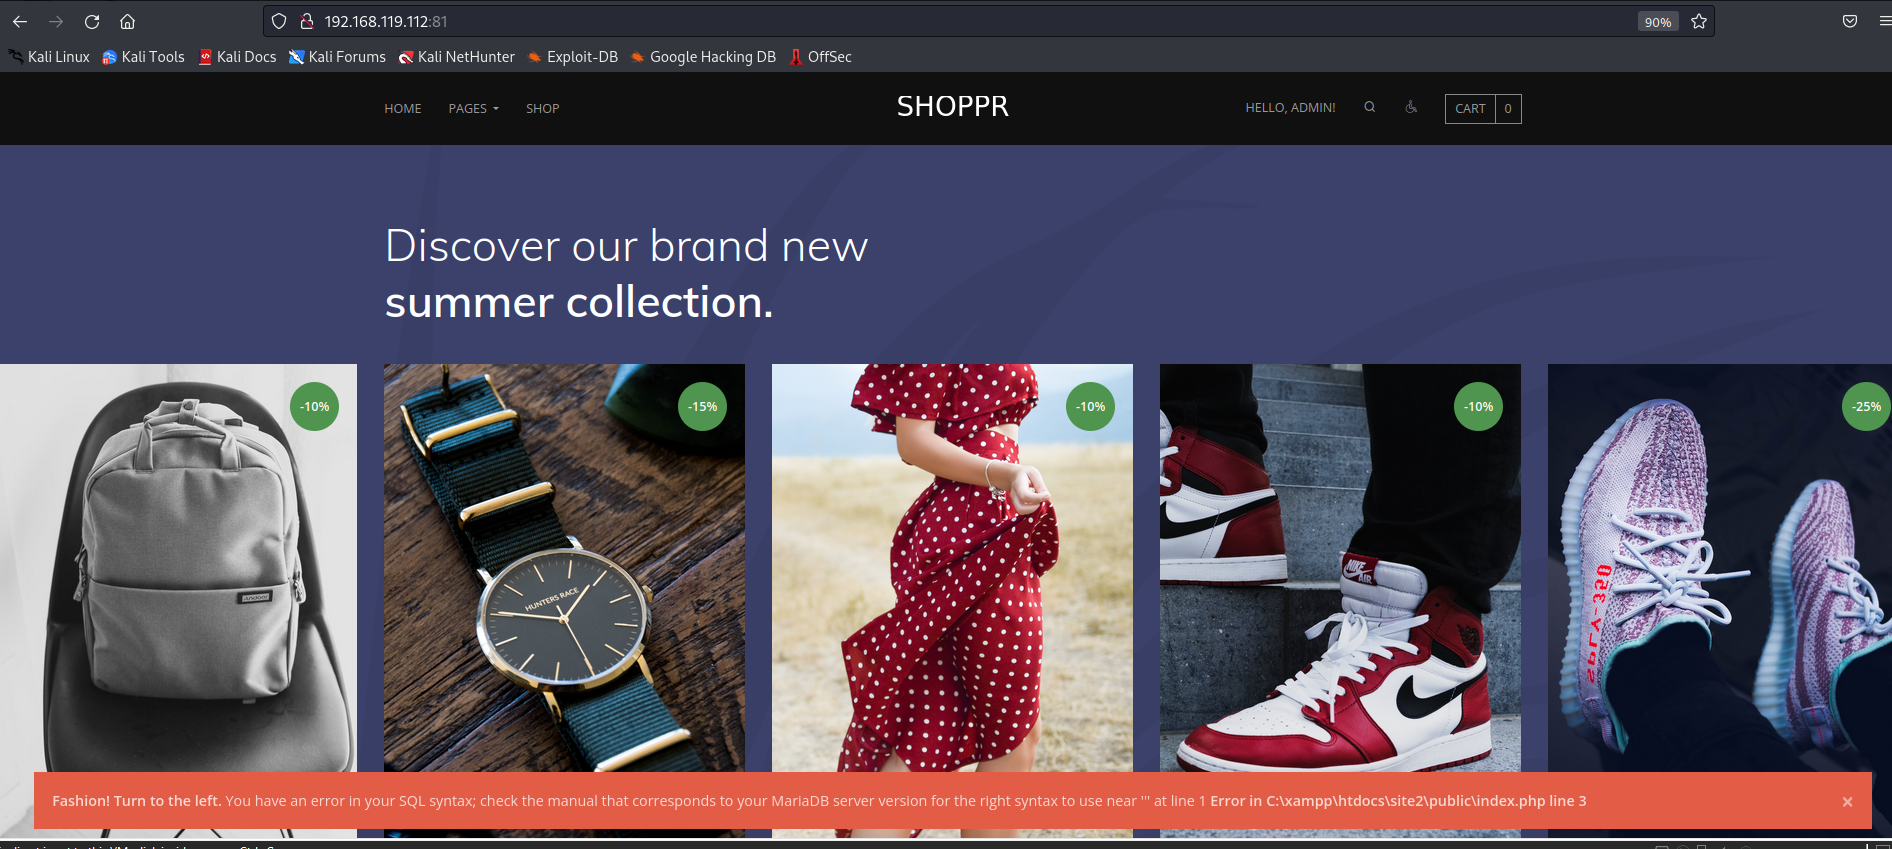 192.168.119.112:81
90%
Kali Linux Kali Tools Kali Docs Kali Forums Kali NetHunter Exploit-DB Google Hacking DB OffSec
HOME PAGES SHOP SHOPPR HELLO, ADMIN! CART 0
Discover our brand new
summer collection.
-10% -15% -10% -10% -25%
HUNTERS RACE
NIKE
AIR
SPLY-350
Fashion! Turn to the left. You have an error in your SQL syntax; check the manual that corresponds to your MariaDB server version for the right syntax to use near ''' at line 1 Error in C:\xampp\htdocs\site2\public\index.php line 3 ×